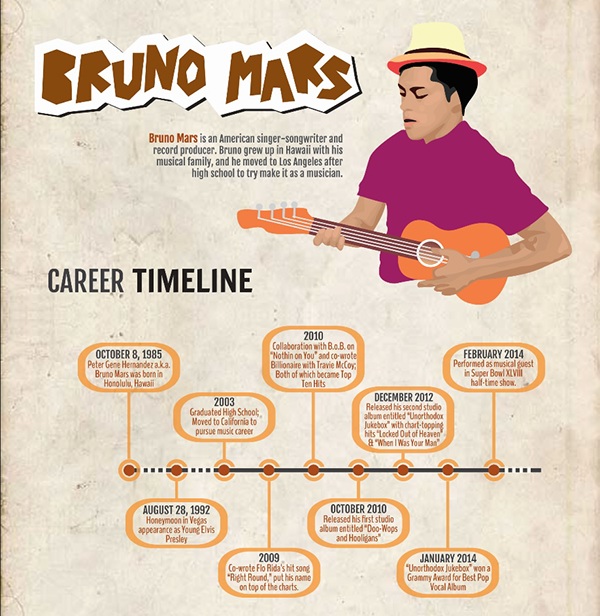 BRUNO MARS
Bruno Mars is an American singer-songwriter and
record producer. Bruno grew up in Hawaii with his
musical family, and he moved to Los Angeles after
high school to try make it as a musician.
CAREER TIMELINE
OCTOBER 8, 1985
Peter Gene Hernandez a.k.a.
Bruno Mars was born in
Honolulu, Hawaii
2003
Graduated High School;
Moved to California to
pursue music career
2010
Collaboration with B.o.B. on
"Nothin on You" and co-wrote
Billionaire with Travie McCoy;
Both of which became Top
Ten Hits
DECEMBER 2012
Released his second studio
album entitled "Unorthodox
Jukebox" with chart-topping
hits "Locked Out of Heaven"
& "When I Was Your Man"
FEBRUARY 2014
Performed as musical guest
in Super Bowl XLVIII
half-time show.
AUGUST 28, 1992
Honeymoon in Vegas
appearance as Young Elvis
Presley
2009
Co-wrote Flo Rida's hit song
"Right Round," put his name
on top of the charts.
OCTOBER 2010
Released his first studio
album entitled "Doo-Wops
and Hooligans"
JANUARY 2014
"Unorthodox Jukebox" won a
Grammy Award for Best Pop
Vocal Album